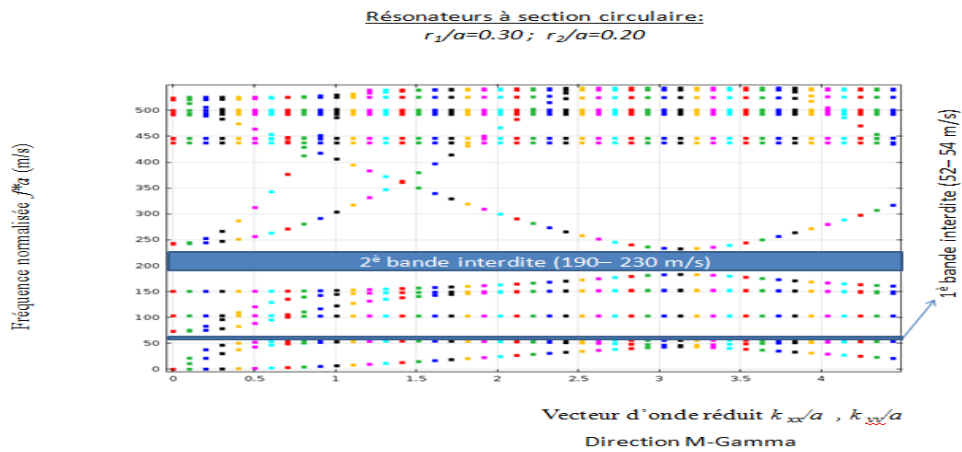 Résonateurs à section circulaire:
r₁/a=0.30 ; r₂/a=0.20
Fréquence normalisée f*a (m/s)
500
450
400
350
300
250
200
150
100
50
0
2è bande interdite (190– 230 m/s)
1è bande interdite (52– 54 m/s)
0 0.5 1 1.5 2 2.5 3 3.5 4
Vecteur d'onde réduit k xx/a , k yy/a
Direction M-Gamma